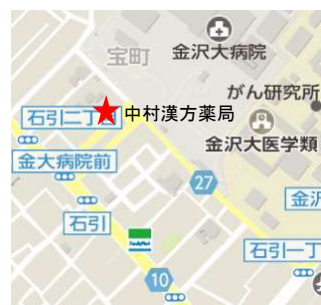 金沢大病院
宝町
がん研究所
石引二丁目
中村漢方薬局
金沢大医学類
金大病院前
27
金沢
石引
FamilyMart
石引一丁
10